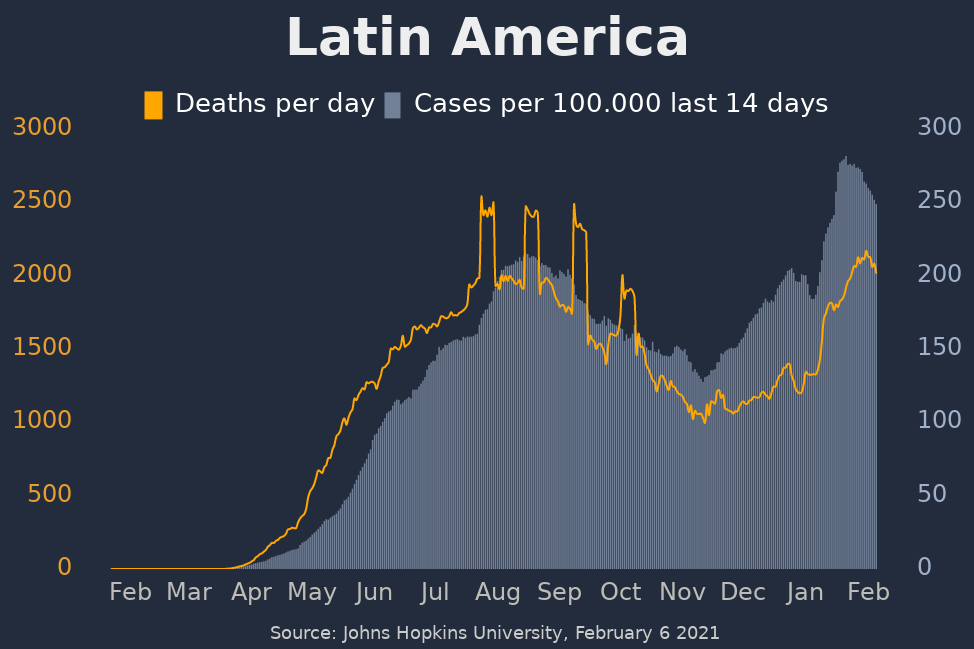 Latin America
Deaths per day Cases per 100.000 last 14 days
3000 300
2500 250
2000 200
1500 150
1000 100
500 50
0 0
Feb Mar Apr May Jun Jul Aug Sep Oct Nov Dec Jan Feb
Source: Johns Hopkins University, February 6 2021